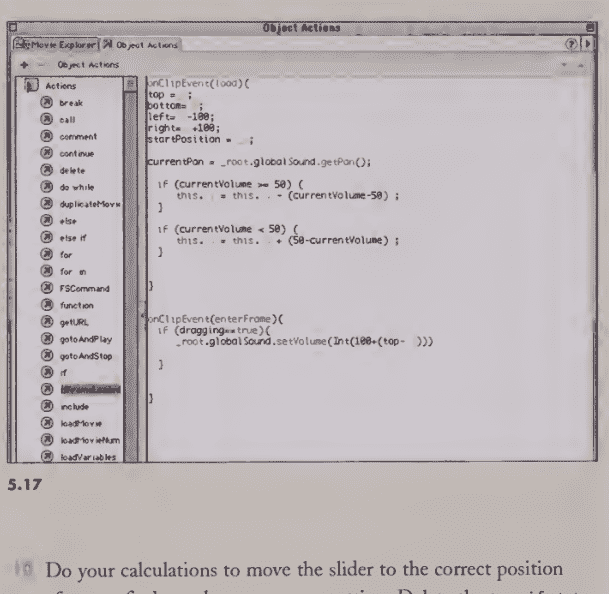 Object Actions
Movie Explorer Object Actions
+ - Object Actions
Actions
break
call
comment
continue
delete
do while
duplicateMovie
else
else if
for
for in
FSCommand
function
getURL
gotoAndPlay
gotoAndStop
if
include
loadMovie
loadMovieNum
loadVariables
onClipEvent(load){
top = ;
bottom= ;
left= -100;
right= +100;
startPosition = ;
currentPan = _root.globalSound.getPan();
if (currentVolume >= 50) {
this. = this. - (currentVolume-50) ;
}
if (currentVolume < 50) {
this. = this. + (50-currentVolume) ;
}
}
onClipEvent(enterFrame){
if (dragging==true){
_root.globalSound.setVolume(Int(100+(top- )))
}
}
5.17
Do your calculations to move the slider to the correct position